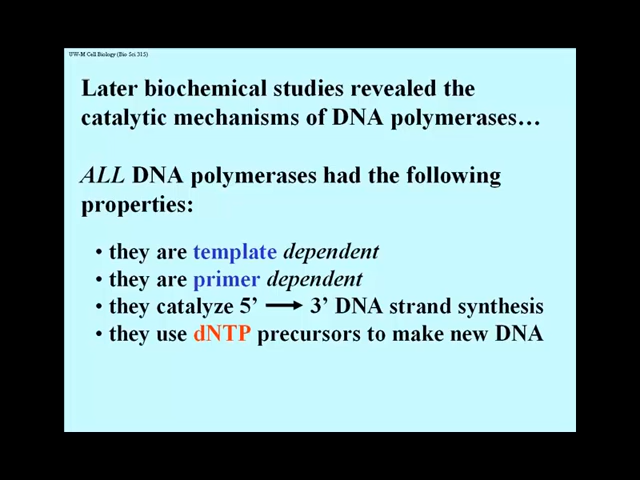 UW-M Cell Biology (Bio Sci 315)
Later biochemical studies revealed the
catalytic mechanisms of DNA polymerases…
ALL DNA polymerases had the following
properties:
• they are template dependent
• they are primer dependent
• they catalyze 5’ → 3’ DNA strand synthesis
• they use dNTP precursors to make new DNA